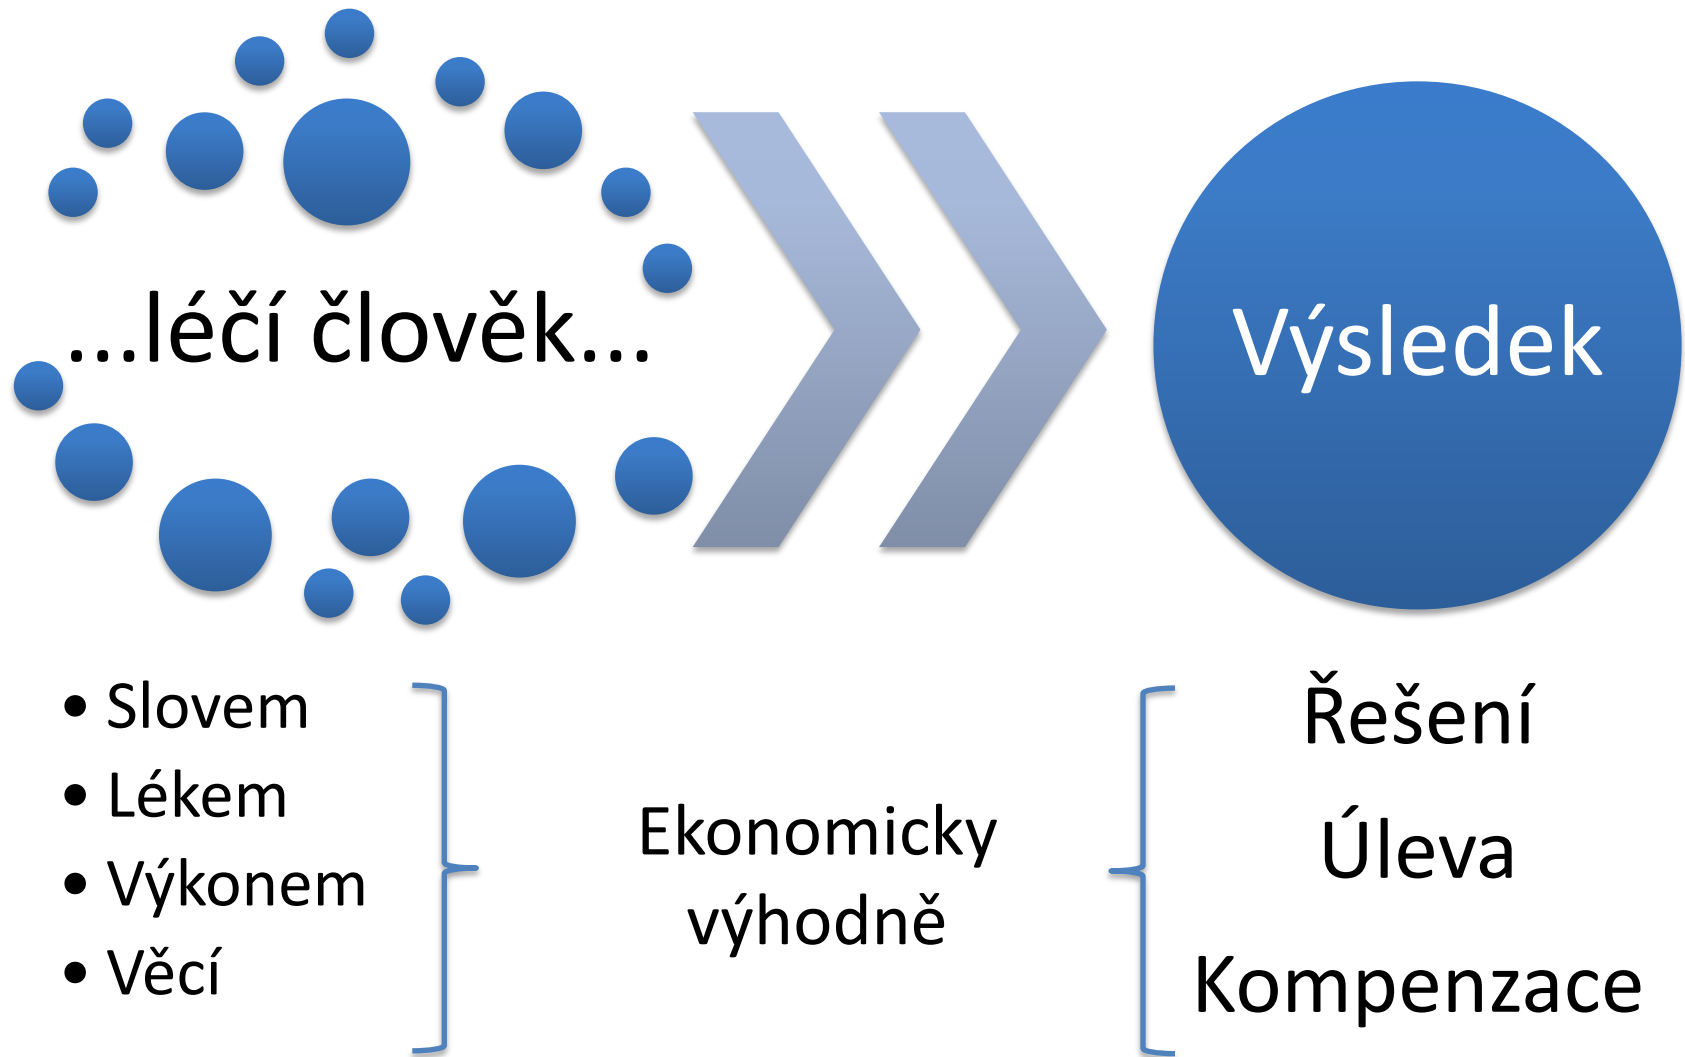 ...léčí člověk...
Výsledek
• Slovem
• Lékem
• Výkonem
• Věcí
Ekonomicky
výhodně
Řešení
Úleva
Kompenzace